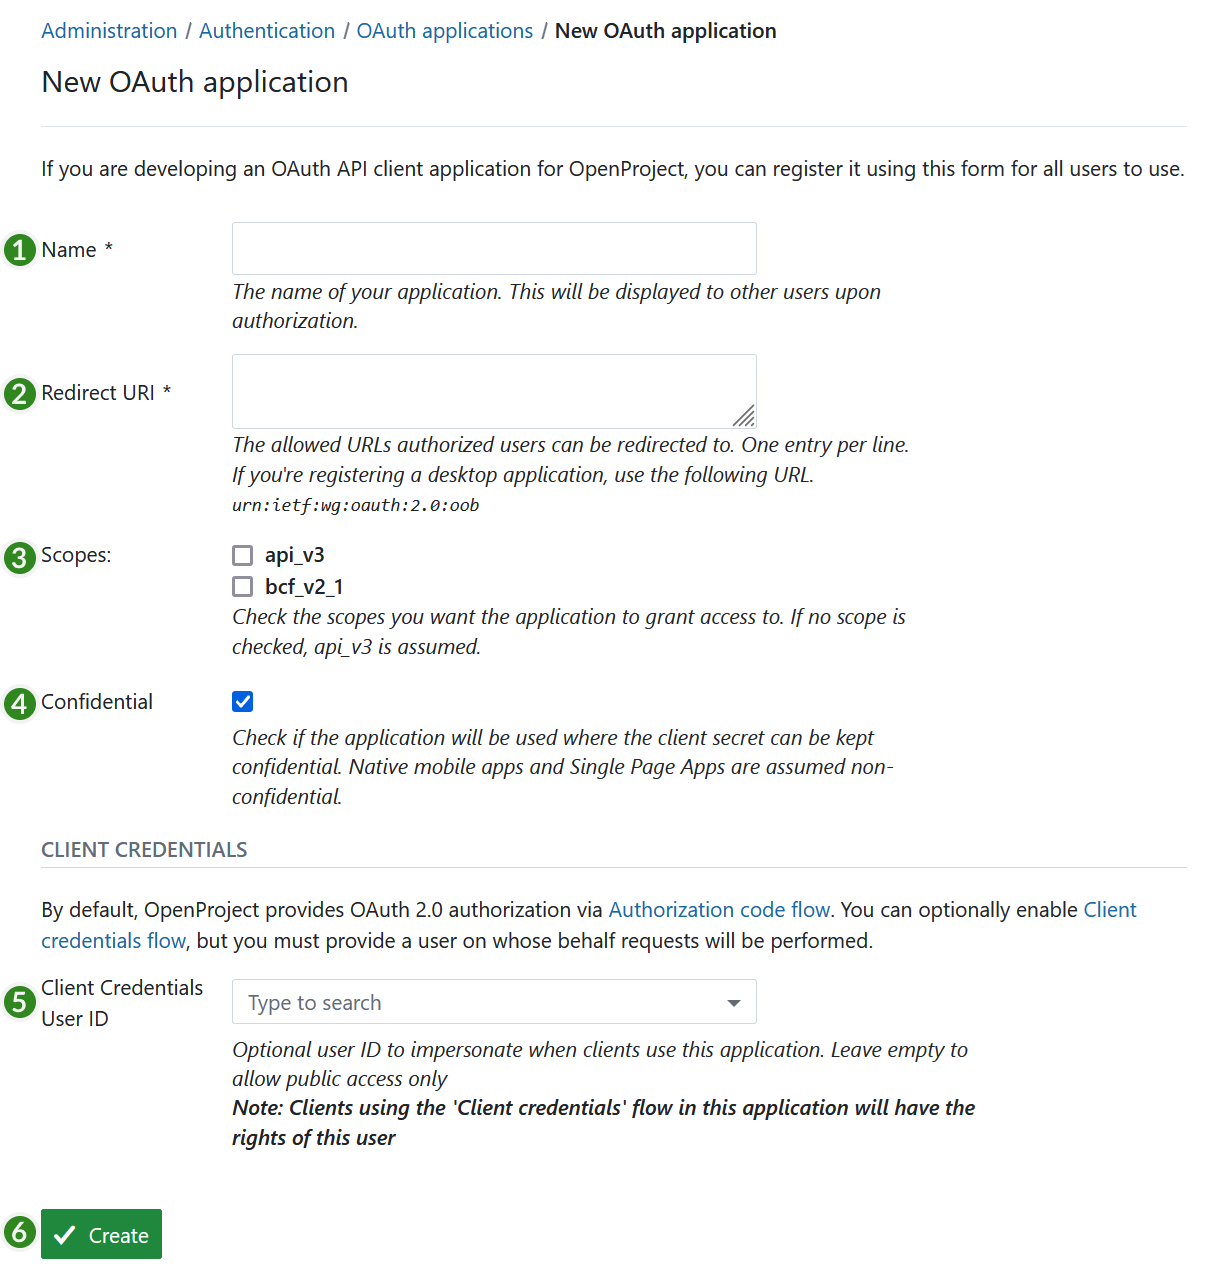 Administration / Authentication / OAuth applications / New OAuth application
New OAuth application
If you are developing an OAuth API client application for OpenProject, you can register it using this form for all users to use.
1 Name *
The name of your application. This will be displayed to other users upon
authorization.
2 Redirect URI *
The allowed URLs authorized users can be redirected to. One entry per line.
If you're registering a desktop application, use the following URL.
urn:ietf:wg:oauth:2.0:oob
3 Scopes:
api_v3
bcf_v2_1
Check the scopes you want the application to grant access to. If no scope is
checked, api_v3 is assumed.
4 Confidential
Check if the application will be used where the client secret can be kept
confidential. Native mobile apps and Single Page Apps are assumed non-
confidential.
CLIENT CREDENTIALS
By default, OpenProject provides OAuth 2.0 authorization via Authorization code flow. You can optionally enable Client
credentials flow, but you must provide a user on whose behalf requests will be performed.
5 Client Credentials
User ID
Type to search
Optional user ID to impersonate when clients use this application. Leave empty to
allow public access only
Note: Clients using the 'Client credentials' flow in this application will have the
rights of this user
6 Create